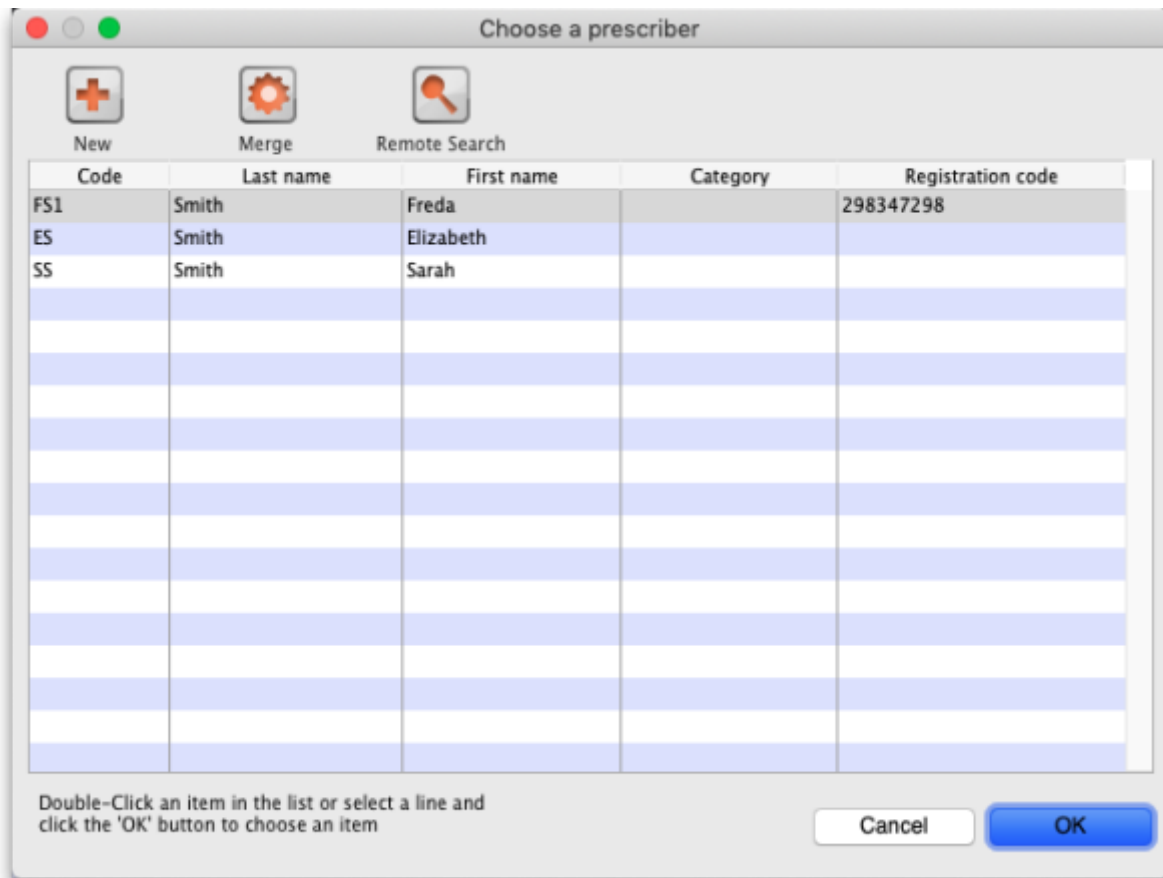 Choose a prescriber
New Merge Remote Search
Code Last name First name Category Registration code
FS1 Smith Freda 298347298
ES Smith Elizabeth
SS Smith Sarah
Double-Click an item in the list or select a line and
click the 'OK' button to choose an item
Cancel OK